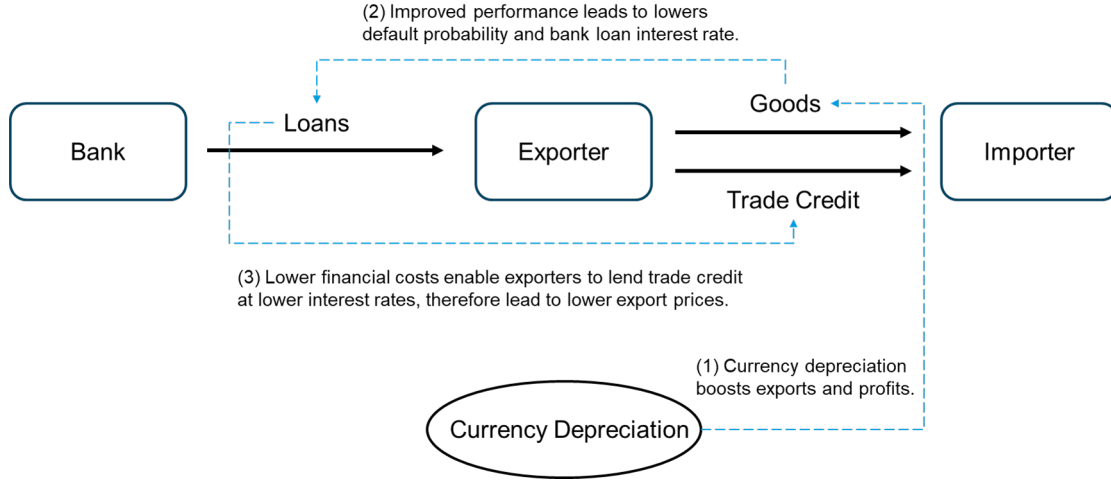 (2) Improved performance leads to lowers
default probability and bank loan interest rate.
Goods
Loans
Bank
Exporter
Importer
Trade Credit
(3) Lower financial costs enable exporters to lend trade credit
at lower interest rates, therefore lead to lower export prices.
(1) Currency depreciation
boosts exports and profits.
Currency Depreciation